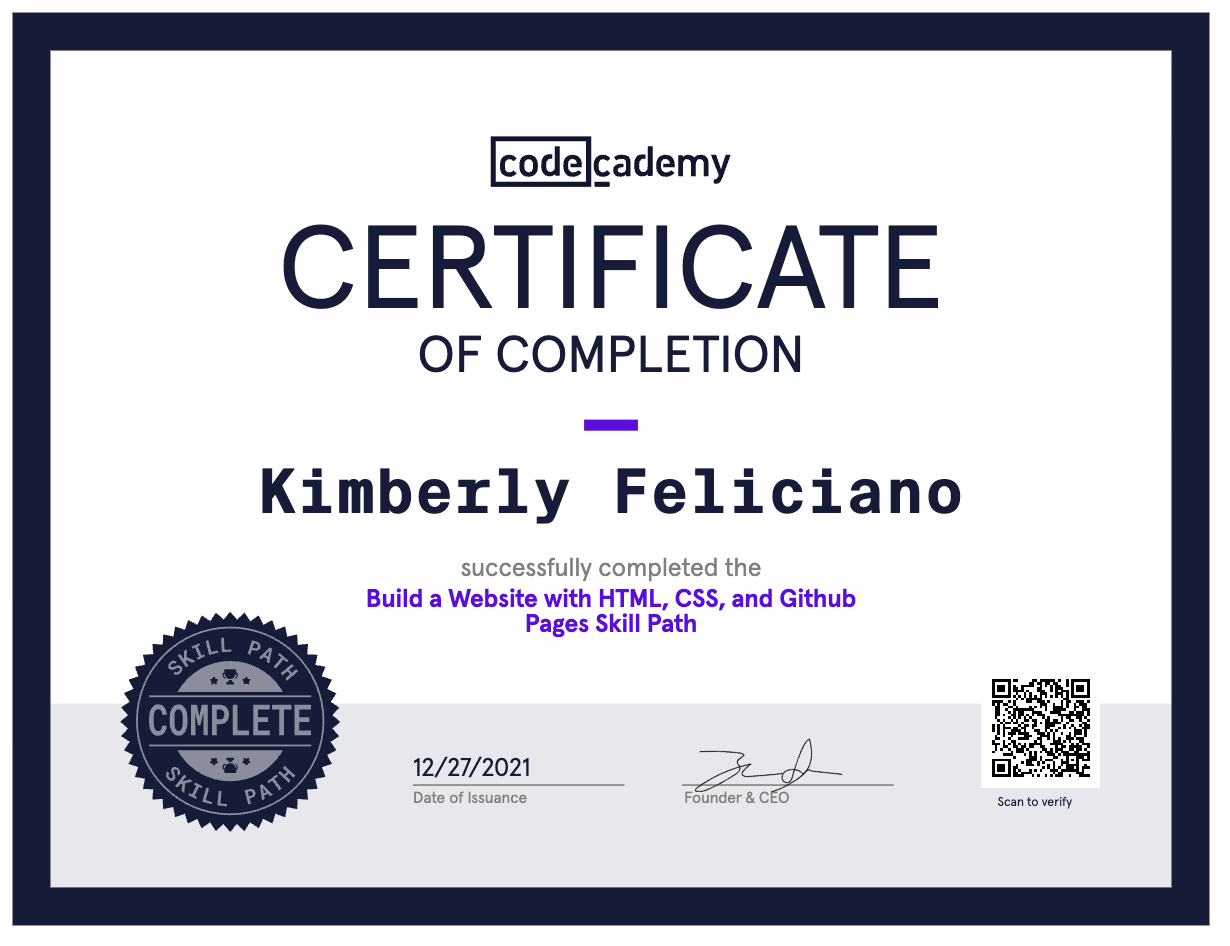 codecademy
CERTIFICATE
OF COMPLETION
Kimberly Feliciano
successfully completed the
Build a Website with HTML, CSS, and Github
Pages Skill Path
SKILL PATH
COMPLETE
SKILL PATH
12/27/2021
Date of Issuance
Founder & CEO
Scan to verify